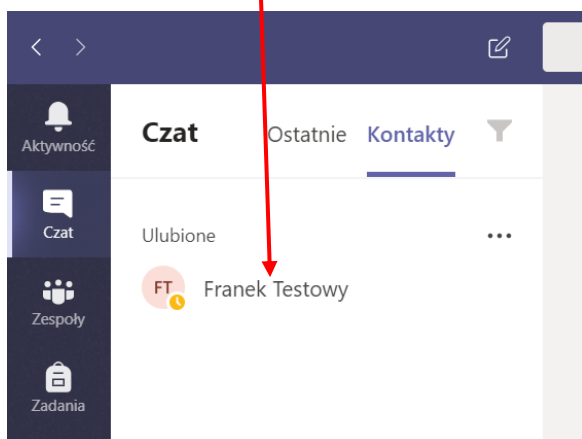 Aktywność
Czat Ostatnie Kontakty
Czat
Ulubione
FT Franek Testowy
Zespoły
Zadania